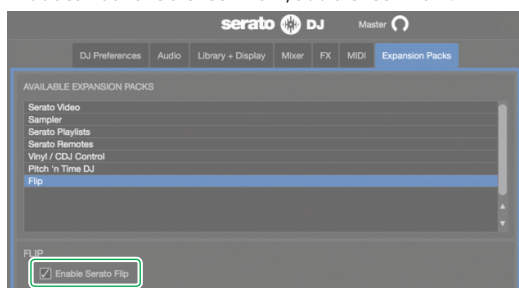 serato DJ Master
DJ Preferences Audio Library + Display Mixer FX MIDI Expansion Packs
AVAILABLE EXPANSION PACKS
Serato Video
Sampler
Serato Playlists
Serato Remotes
Vinyl / CDJ Control
Pitch 'n Time DJ
Flip
FLIP
Enable Serato Flip